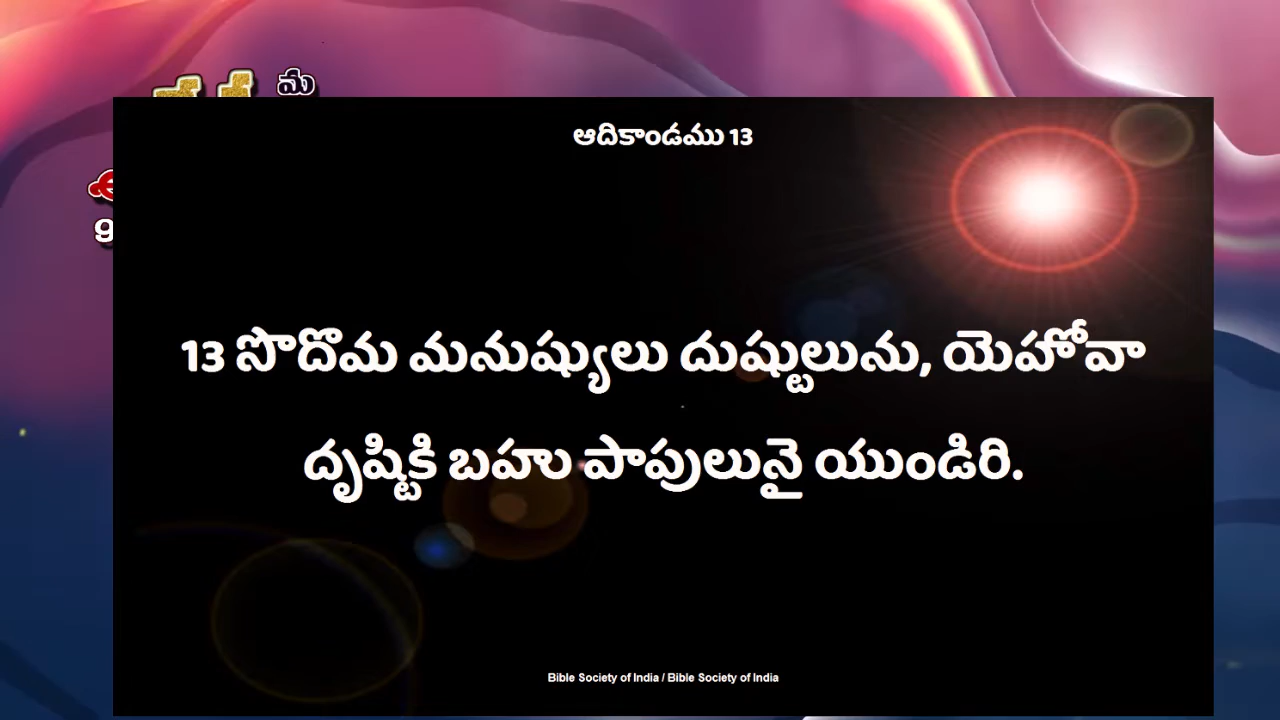 మ
ఆదికాండము 13
13 సొదొమ మనుష్యులు దుష్టులును, యెహోవా
దృష్టికి బహు పాపులునై యుండిరి.
Bible Society of India / Bible Society of India